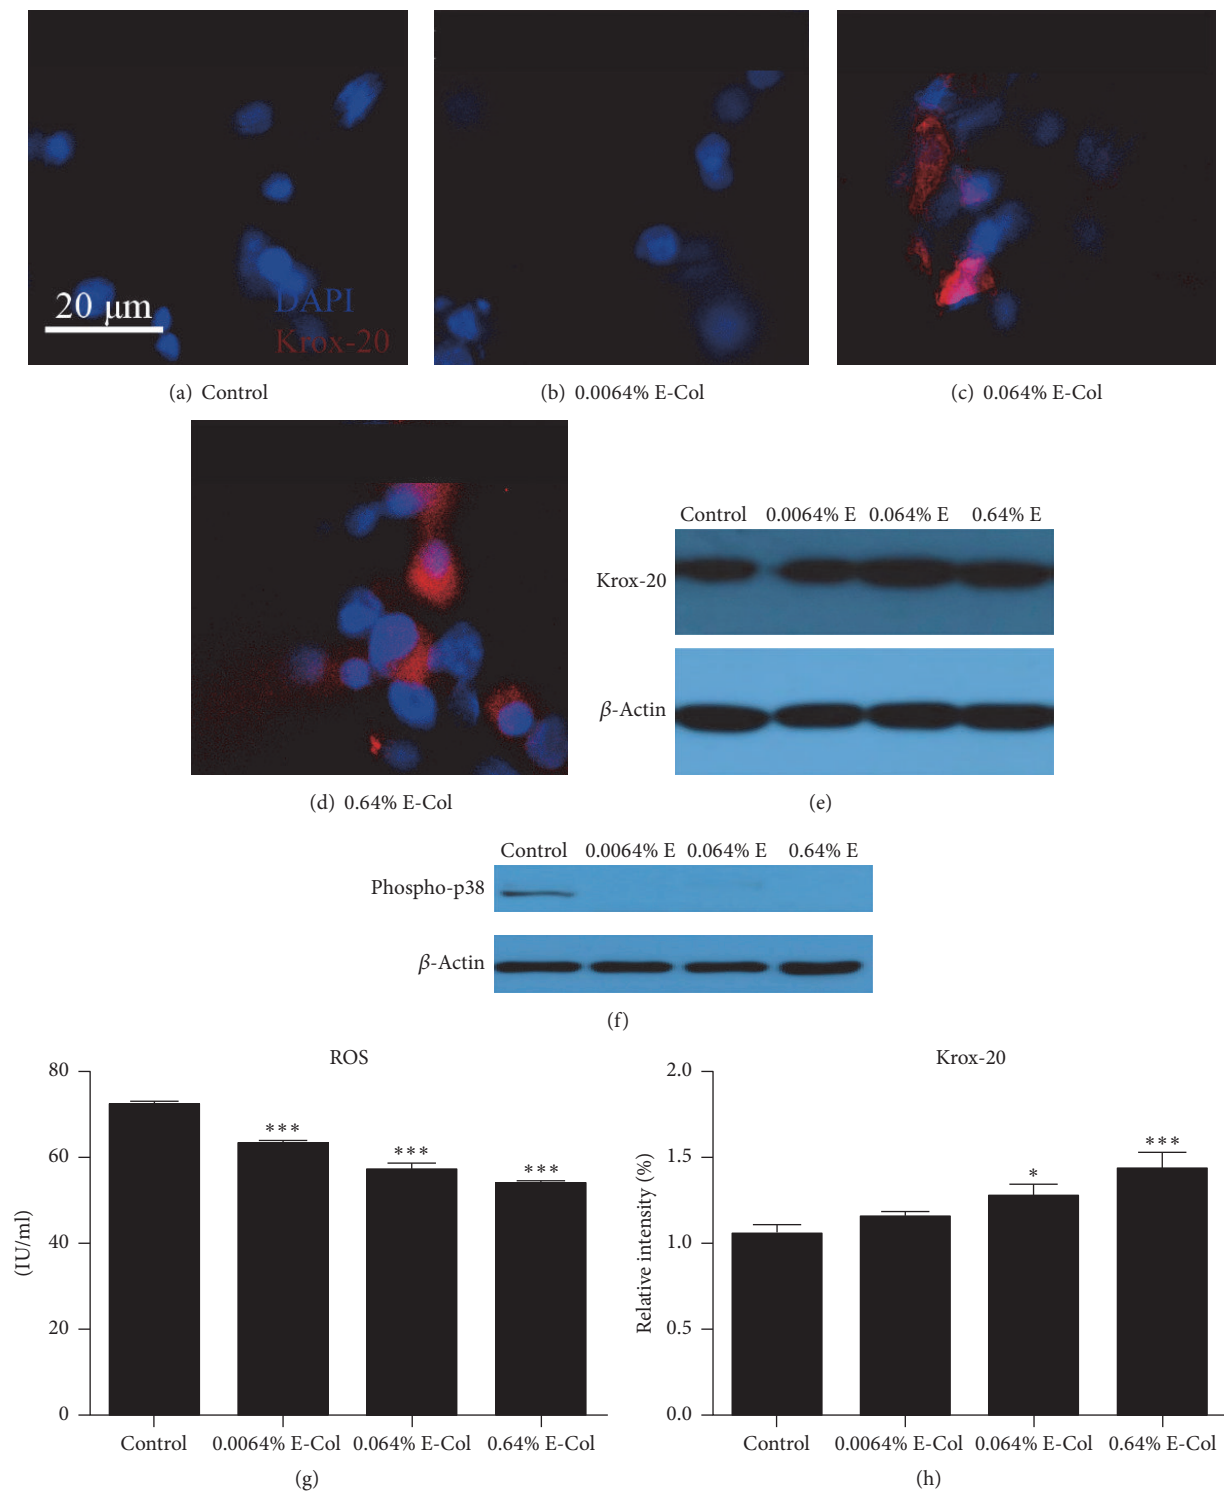 20 μm
DAPI
Krox-20
(a) Control
(b) 0.0064% E-Col
(c) 0.064% E-Col
(d) 0.64% E-Col
Control 0.0064% E 0.064% E 0.64% E
Krox-20
β-Actin
(e)
Control 0.0064% E 0.064% E 0.64% E
Phospho-p38
β-Actin
(f)
ROS
80
60
40
20
0
(IU/ml)
***
***
***
Control 0.0064% E-Col 0.064% E-Col 0.64% E-Col
(g)
Krox-20
2.0
1.5
1.0
0.5
0.0
Relative intensity (%)
*
***
Control 0.0064% E-Col 0.064% E-Col 0.64% E-Col
(h)